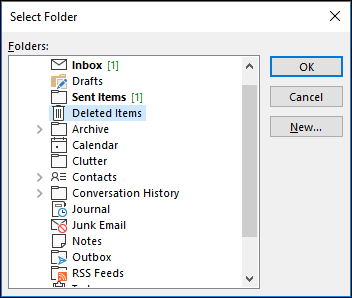 Select Folder
Folders:
Inbox [1]
Drafts
Sent Items [1]
Deleted Items
Archive
Calendar
Clutter
Contacts
Conversation History
Journal
Junk Email
Notes
Outbox
RSS Feeds
OK
Cancel
New...